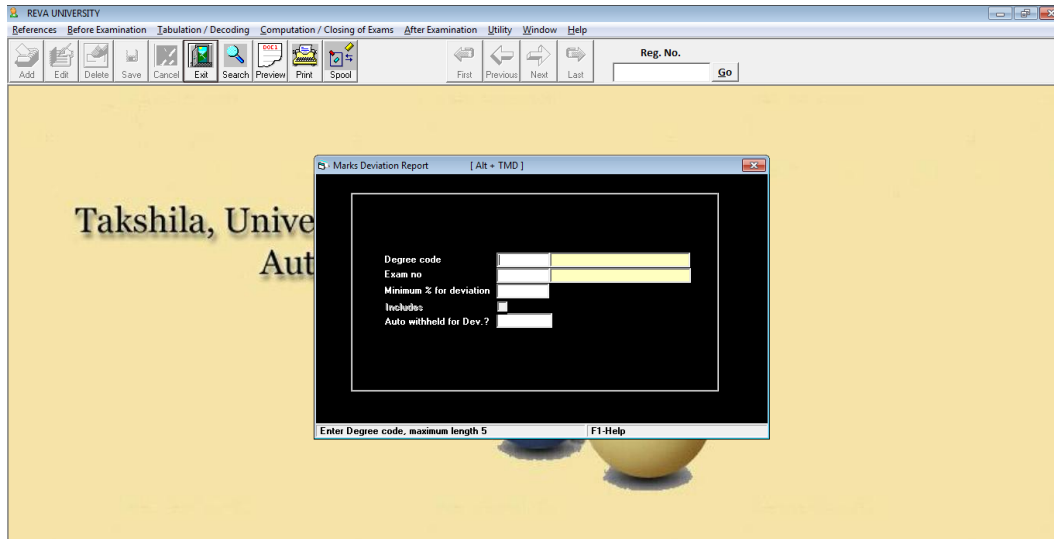 REVA UNIVERSITY
References Before Examination Tabulation / Decoding Computation / Closing of Exams After Examination Utility Window Help
Add Edit Delete Save Cancel Exit Search Preview Print Spool First Previous Next Last
DOC1
Reg. No.
Go
Marks Deviation Report [ Alt + TMD ]
Takshila, Unive
Aut
Degree code
Exam no
Minimum % for deviation
Includes
Auto withheld for Dev.?
Enter Degree code, maximum length 5 F1-Help